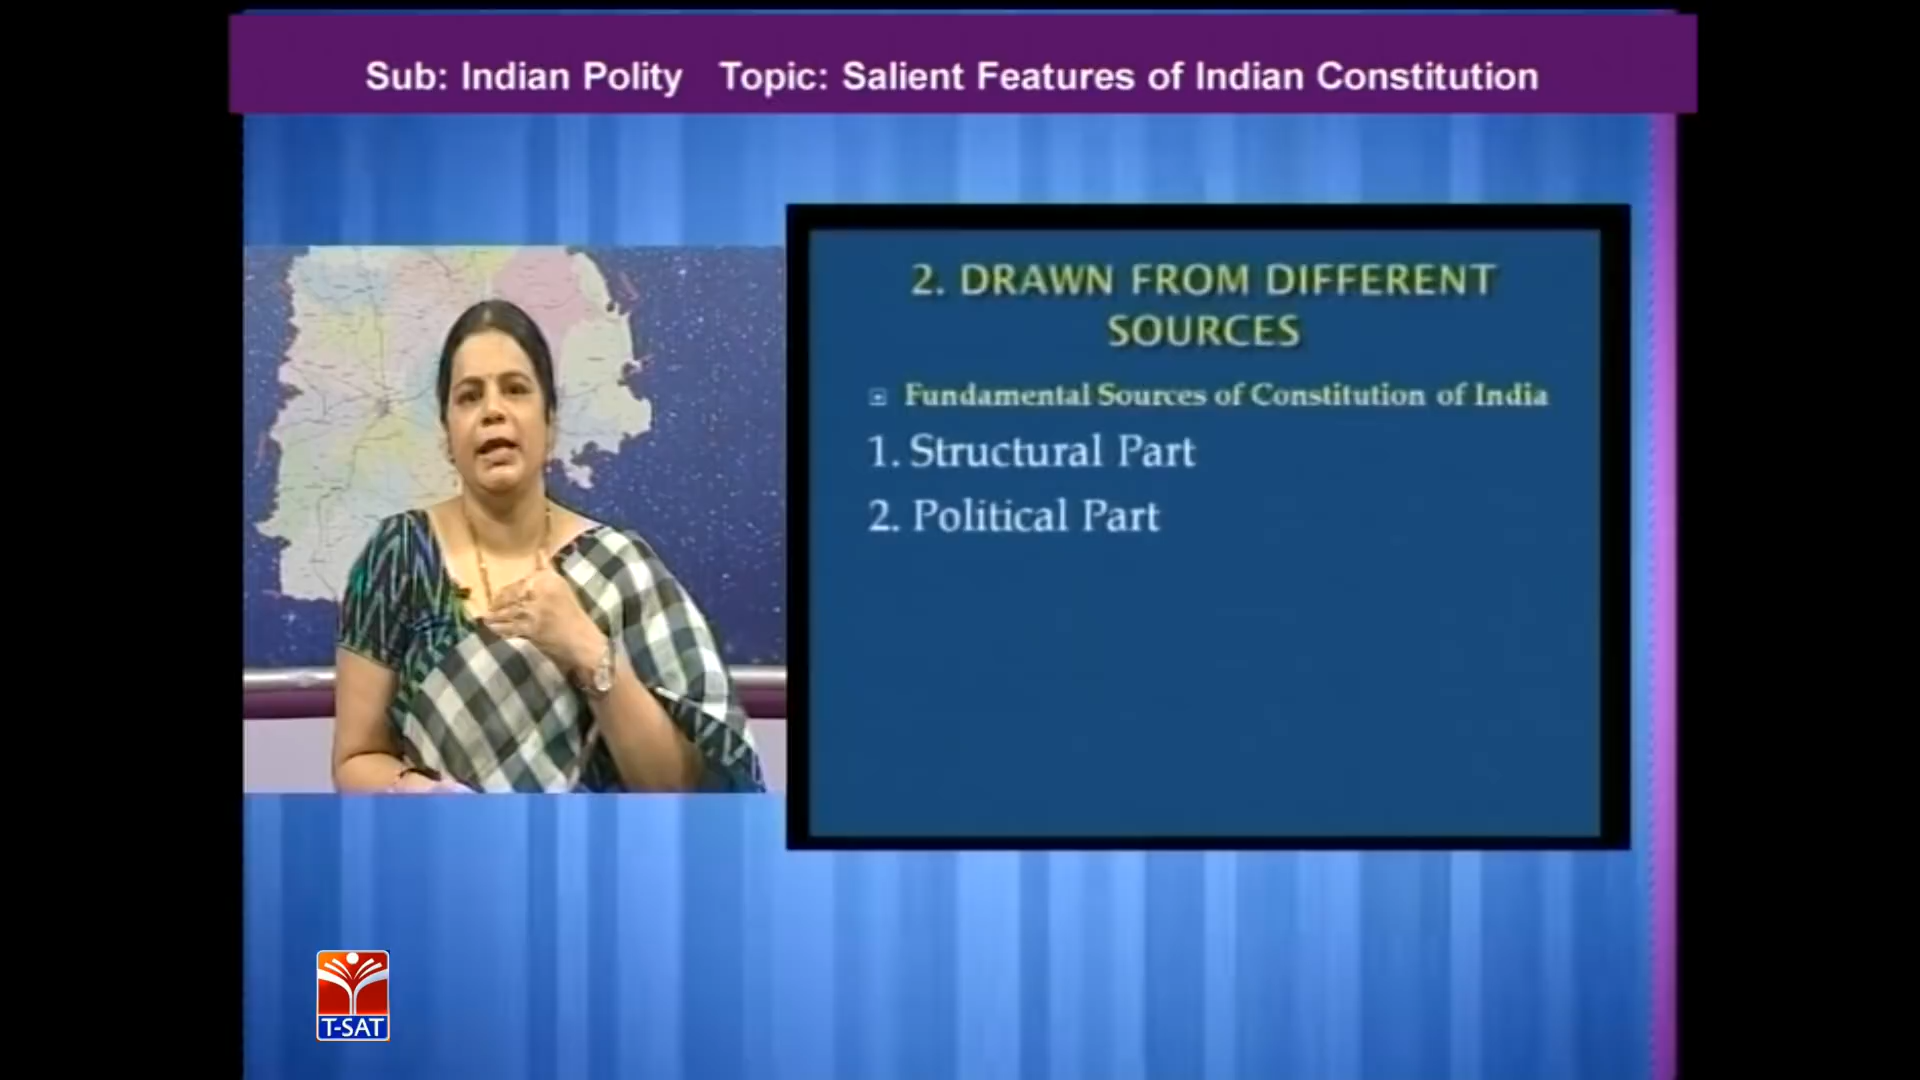 Sub: Indian Polity Topic: Salient Features of Indian Constitution
2. DRAWN FROM DIFFERENT
SOURCES
Fundamental Sources of Constitution of India
1. Structural Part
2. Political Part
T-SAT